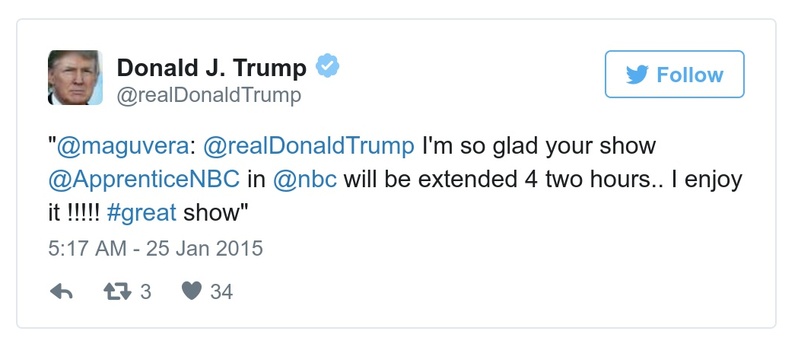 Donald J. Trump
@realDonaldTrump
Follow
"@maguvera: @realDonaldTrump I'm so glad your show
@ApprenticeNBC in @nbc will be extended 4 two hours.. I enjoy
it !!!!! #great show"
5:17 AM - 25 Jan 2015
3 34